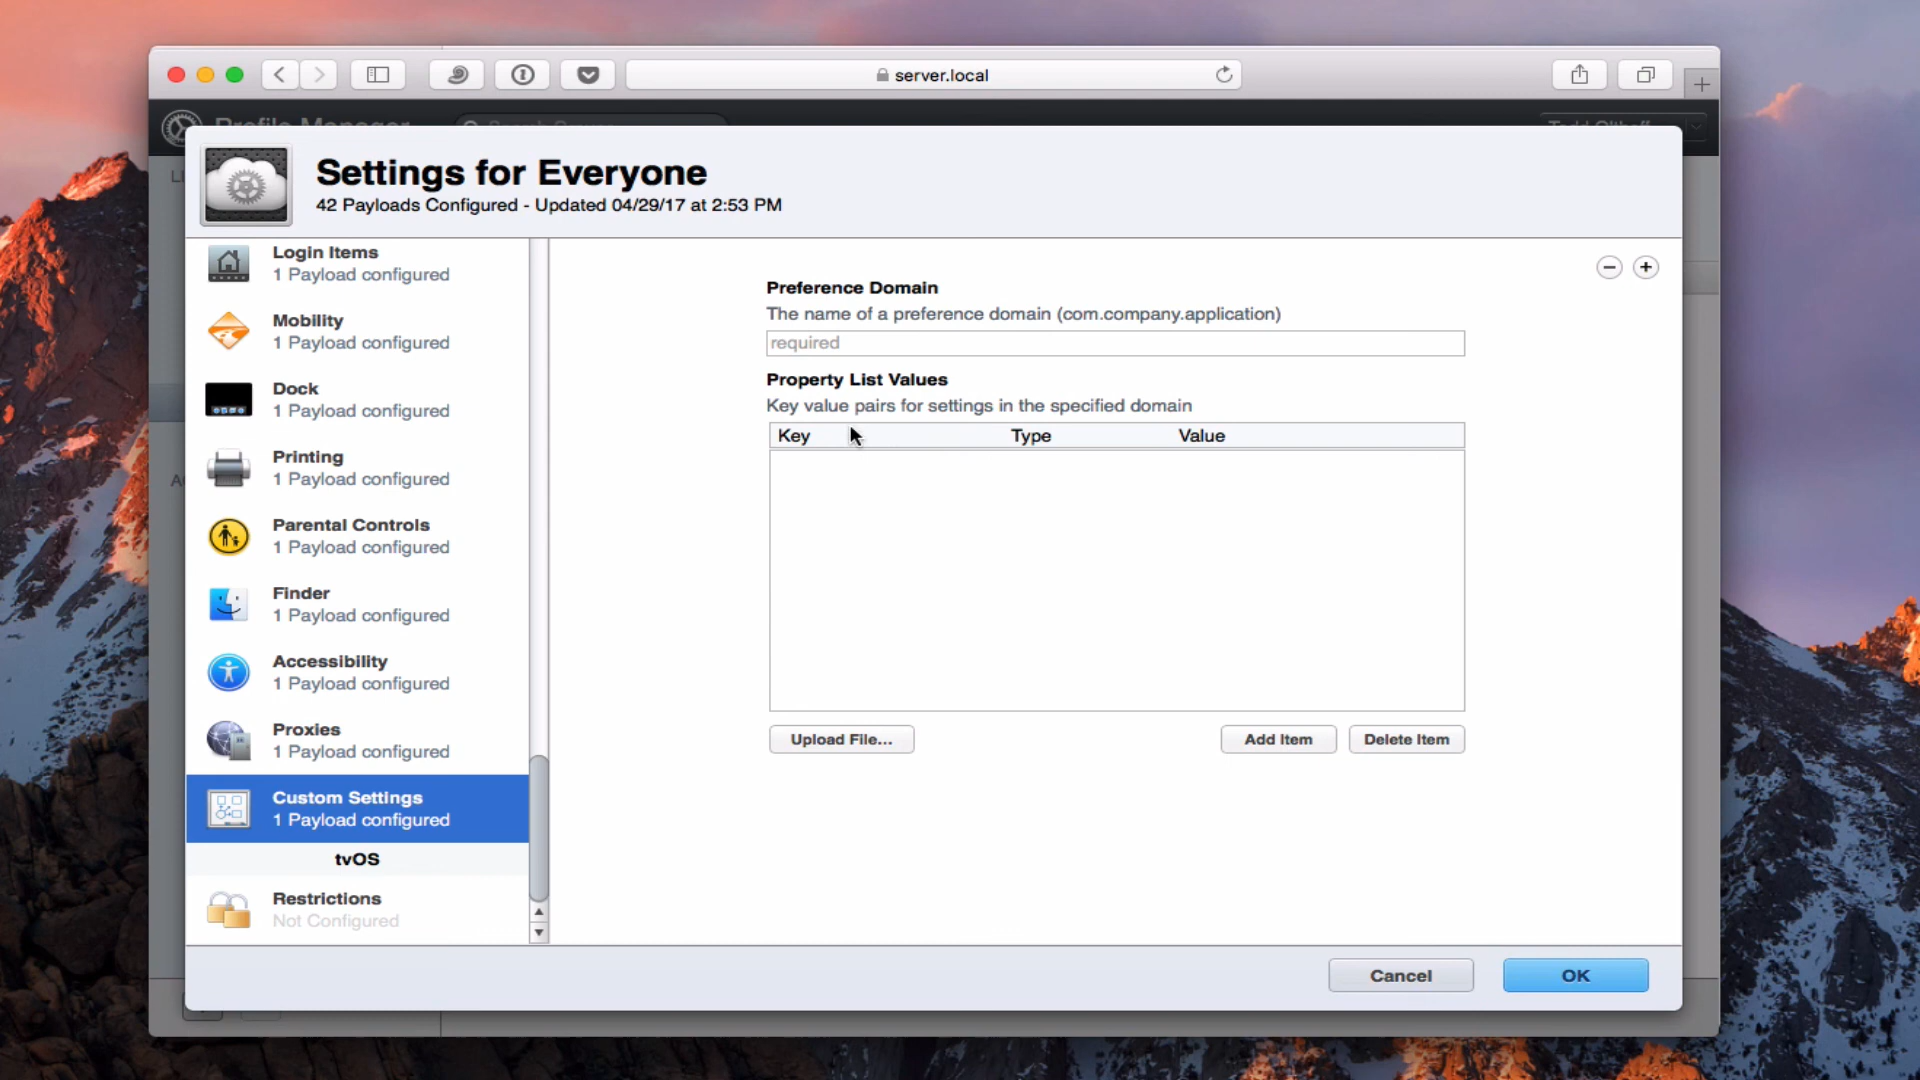 server.local
Profile Manager
Settings for Everyone
42 Payloads Configured - Updated 04/29/17 at 2:53 PM
Login Items
1 Payload configured
Mobility
1 Payload configured
Dock
1 Payload configured
Printing
1 Payload configured
Parental Controls
1 Payload configured
Finder
1 Payload configured
Accessibility
1 Payload configured
Proxies
1 Payload configured
Custom Settings
1 Payload configured
tvOS
Restrictions
Not Configured
Preference Domain
The name of a preference domain (com.company.application)
required
Property List Values
Key value pairs for settings in the specified domain
Key Type Value
Upload File... Add Item Delete Item
Cancel OK